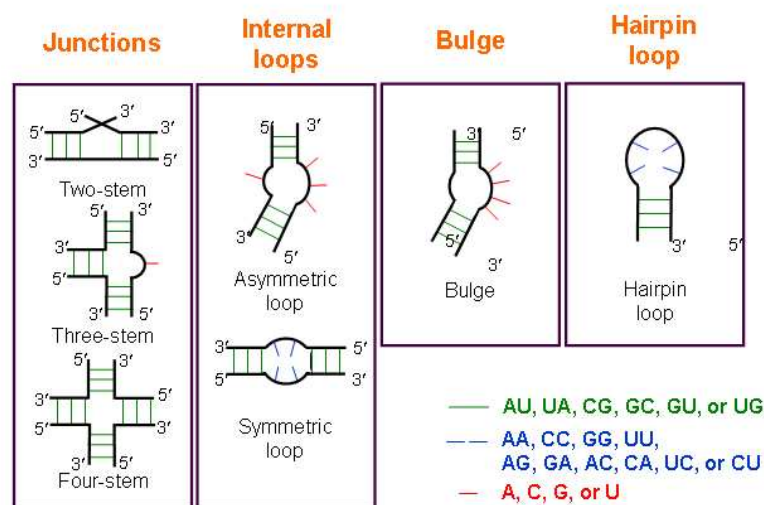 Junctions
Internal
loops
Bulge
Hairpin
loop
5′ 3′
5′ 3′
3′ 5′
Two-stem
5′ 3′
3′
5′
3′ 5′
Three-stem
5′ 3′
3′ 5′
5′ 3′
3′ 5′
Four-stem
5′ 3′
3′ 5′
Asymmetric
loop
3′ 5′
5′ 3′
Symmetric
loop
3′ 5′
5′ 3′
Bulge
3′ 5′
Hairpin
loop
AU, UA, CG, GC, GU, or UG
AA, CC, GG, UU,
AG, GA, AC, CA, UC, or CU
A, C, G, or U